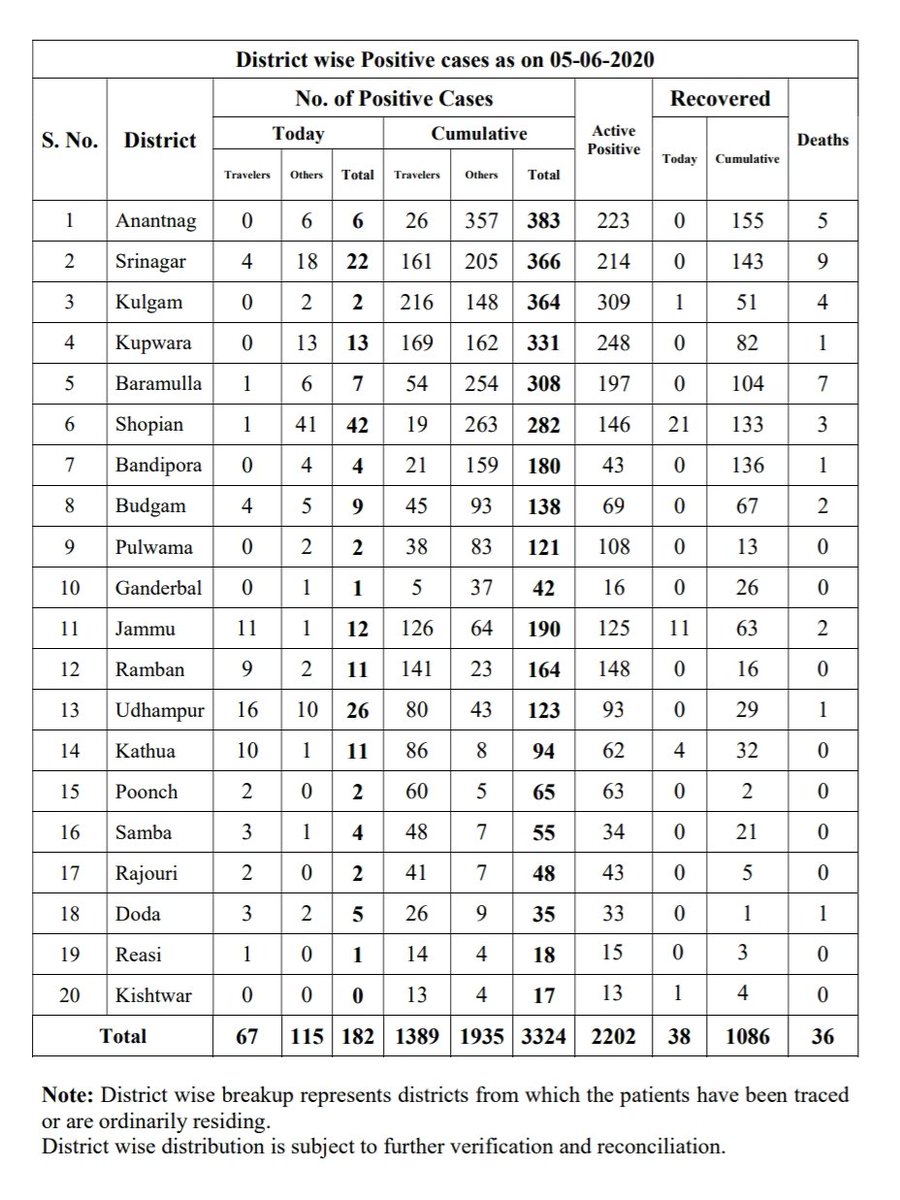 District wise Positive cases as on 05-06-2020
S. No. District No. of Positive Cases Active Positive Recovered Deaths
Today Cumulative Today Cumulative
Travelers Others Total Travelers Others Total
1 Anantnag 0 6 6 26 357 383 223 0 155 5
2 Srinagar 4 18 22 161 205 366 214 0 143 9
3 Kulgam 0 2 2 216 148 364 309 1 51 4
4 Kupwara 0 13 13 169 162 331 248 0 82 1
5 Baramulla 1 6 7 54 254 308 197 0 104 7
6 Shopian 1 41 42 19 263 282 146 21 133 3
7 Bandipora 0 4 4 21 159 180 43 0 136 1
8 Budgam 4 5 9 45 93 138 69 0 67 2
9 Pulwama 0 2 2 38 83 121 108 0 13 0
10 Ganderbal 0 1 1 5 37 42 16 0 26 0
11 Jammu 11 1 12 126 64 190 125 11 63 2
12 Ramban 9 2 11 141 23 164 148 0 16 0
13 Udhampur 16 10 26 80 43 123 93 0 29 1
14 Kathua 10 1 11 86 8 94 62 4 32 0
15 Poonch 2 0 2 60 5 65 63 0 2 0
16 Samba 3 1 4 48 7 55 34 0 21 0
17 Rajouri 2 0 2 41 7 48 43 0 5 0
18 Doda 3 2 5 26 9 35 33 0 1 1
19 Reasi 1 0 1 14 4 18 15 0 3 0
20 Kishtwar 0 0 0 13 4 17 13 1 4 0
Total 67 115 182 1389 1935 3324 2202 38 1086 36
Note: District wise breakup represents districts from which the patients have been traced
or are ordinarily residing.
District wise distribution is subject to further verification and reconciliation.